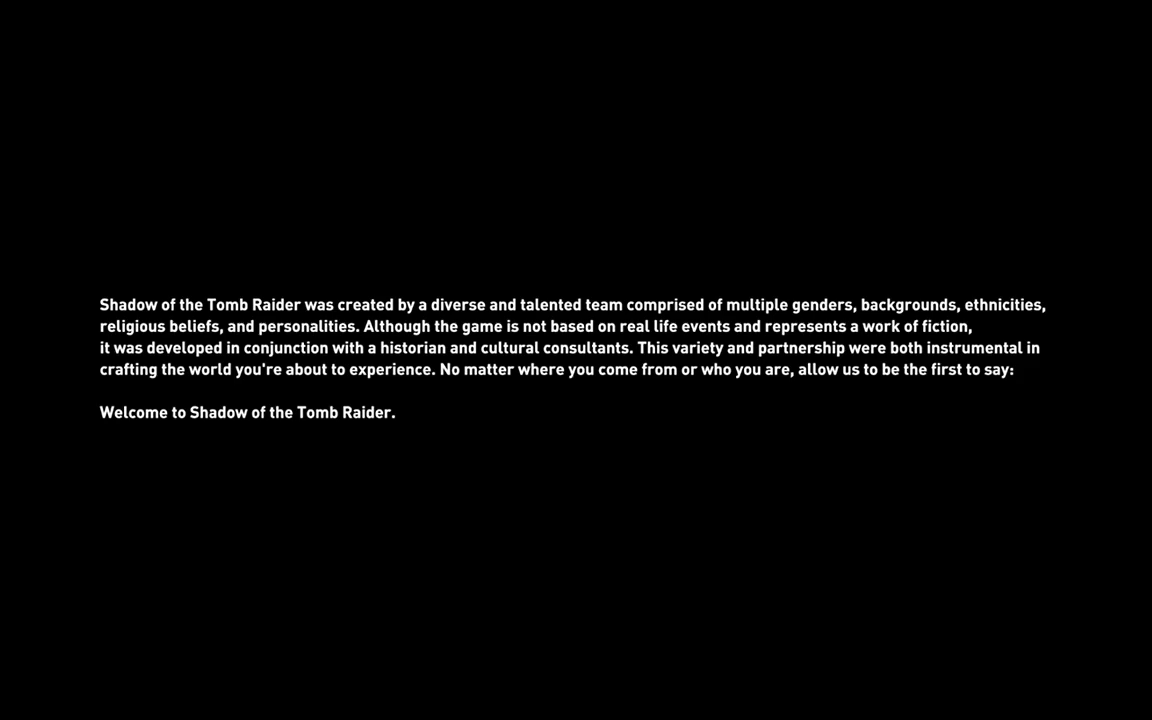 Shadow of the Tomb Raider was created by a diverse and talented team comprised of multiple genders, backgrounds, ethnicities,
religious beliefs, and personalities. Although the game is not based on real life events and represents a work of fiction,
it was developed in conjunction with a historian and cultural consultants. This variety and partnership were both instrumental in
crafting the world you're about to experience. No matter where you come from or who you are, allow us to be the first to say:
Welcome to Shadow of the Tomb Raider.